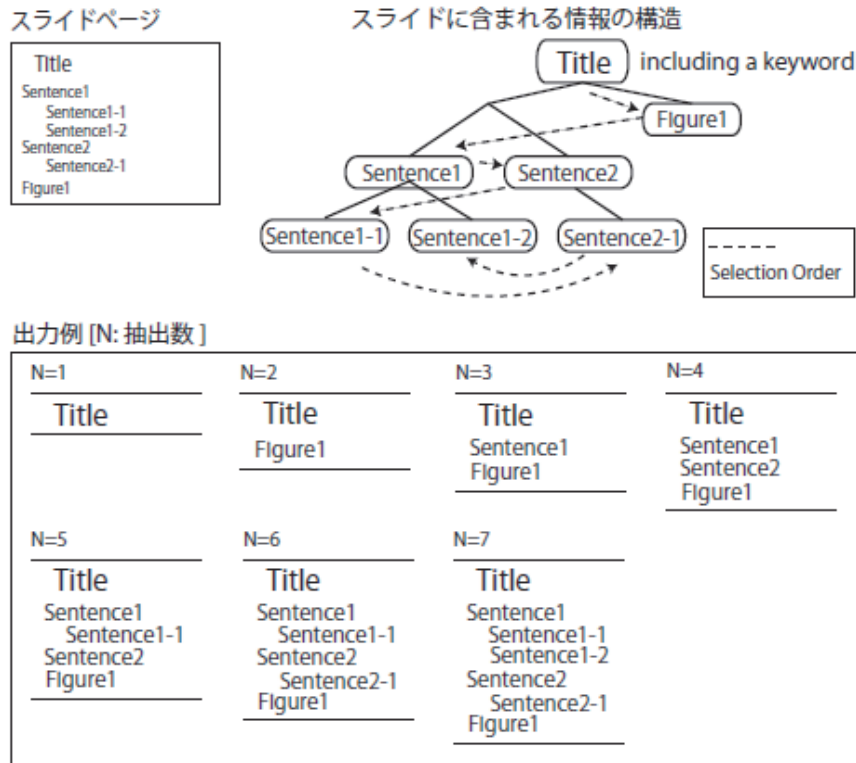 スライドページ
Title
Sentence1
Sentence1-1
Sentence1-2
Sentence2
Sentence2-1
Figure1
スライドに含まれる情報の構造
Title including a keyword
Figure1
Sentence1 Sentence2
Sentence1-1 Sentence1-2 Sentence2-1
Selection Order
出力例 [N: 抽出数 ]
N=1
Title
N=2
Title
Figure1
N=3
Title
Sentence1
Figure1
N=4
Title
Sentence1
Sentence2
Figure1
N=5
Title
Sentence1
Sentence1-1
Sentence2
Figure1
N=6
Title
Sentence1
Sentence1-1
Sentence2
Sentence2-1
Figure1
N=7
Title
Sentence1
Sentence1-1
Sentence1-2
Sentence2
Sentence2-1
Figure1